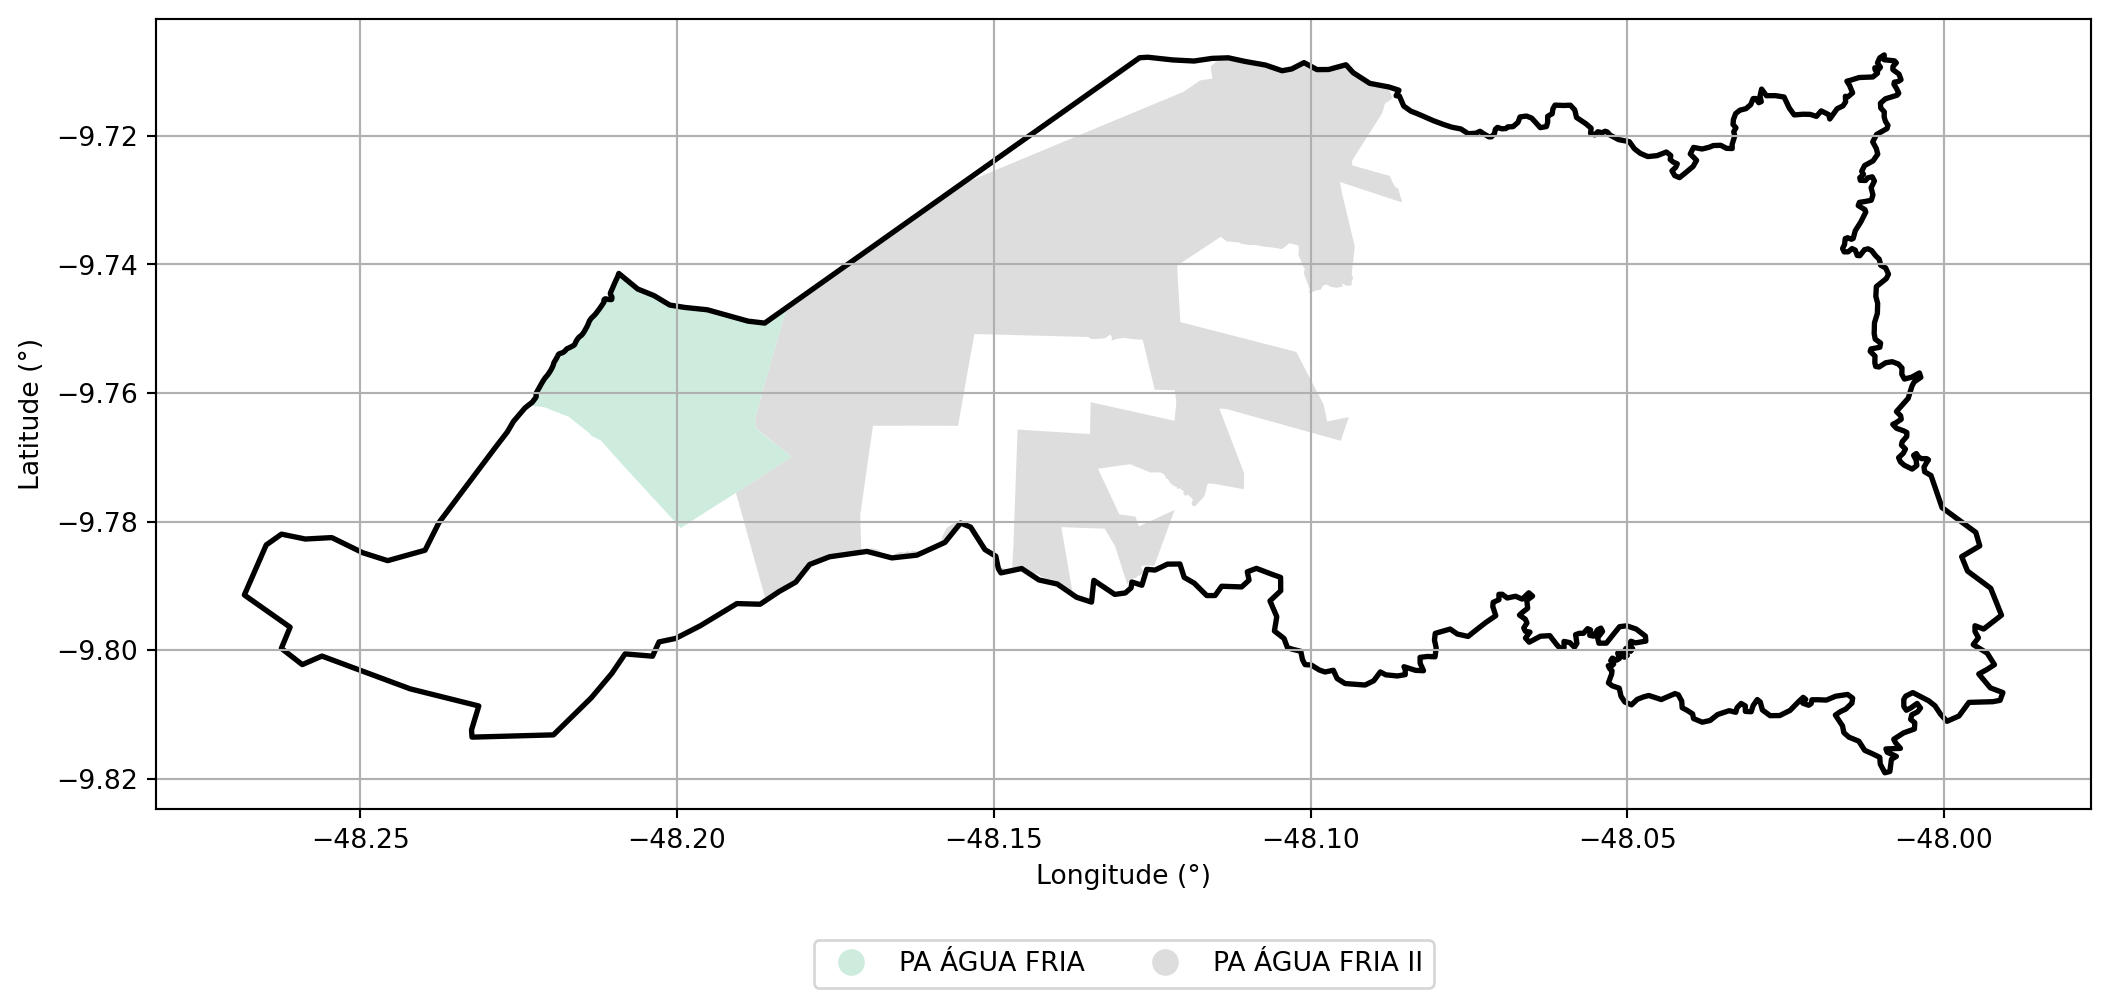 −9.72
−9.74
−9.76
−9.78
−9.80
−9.82
Latitude (°)
−48.25 −48.20 −48.15 −48.10 −48.05 −48.00
Longitude (°)
PA ÁGUA FRIA PA ÁGUA FRIA II